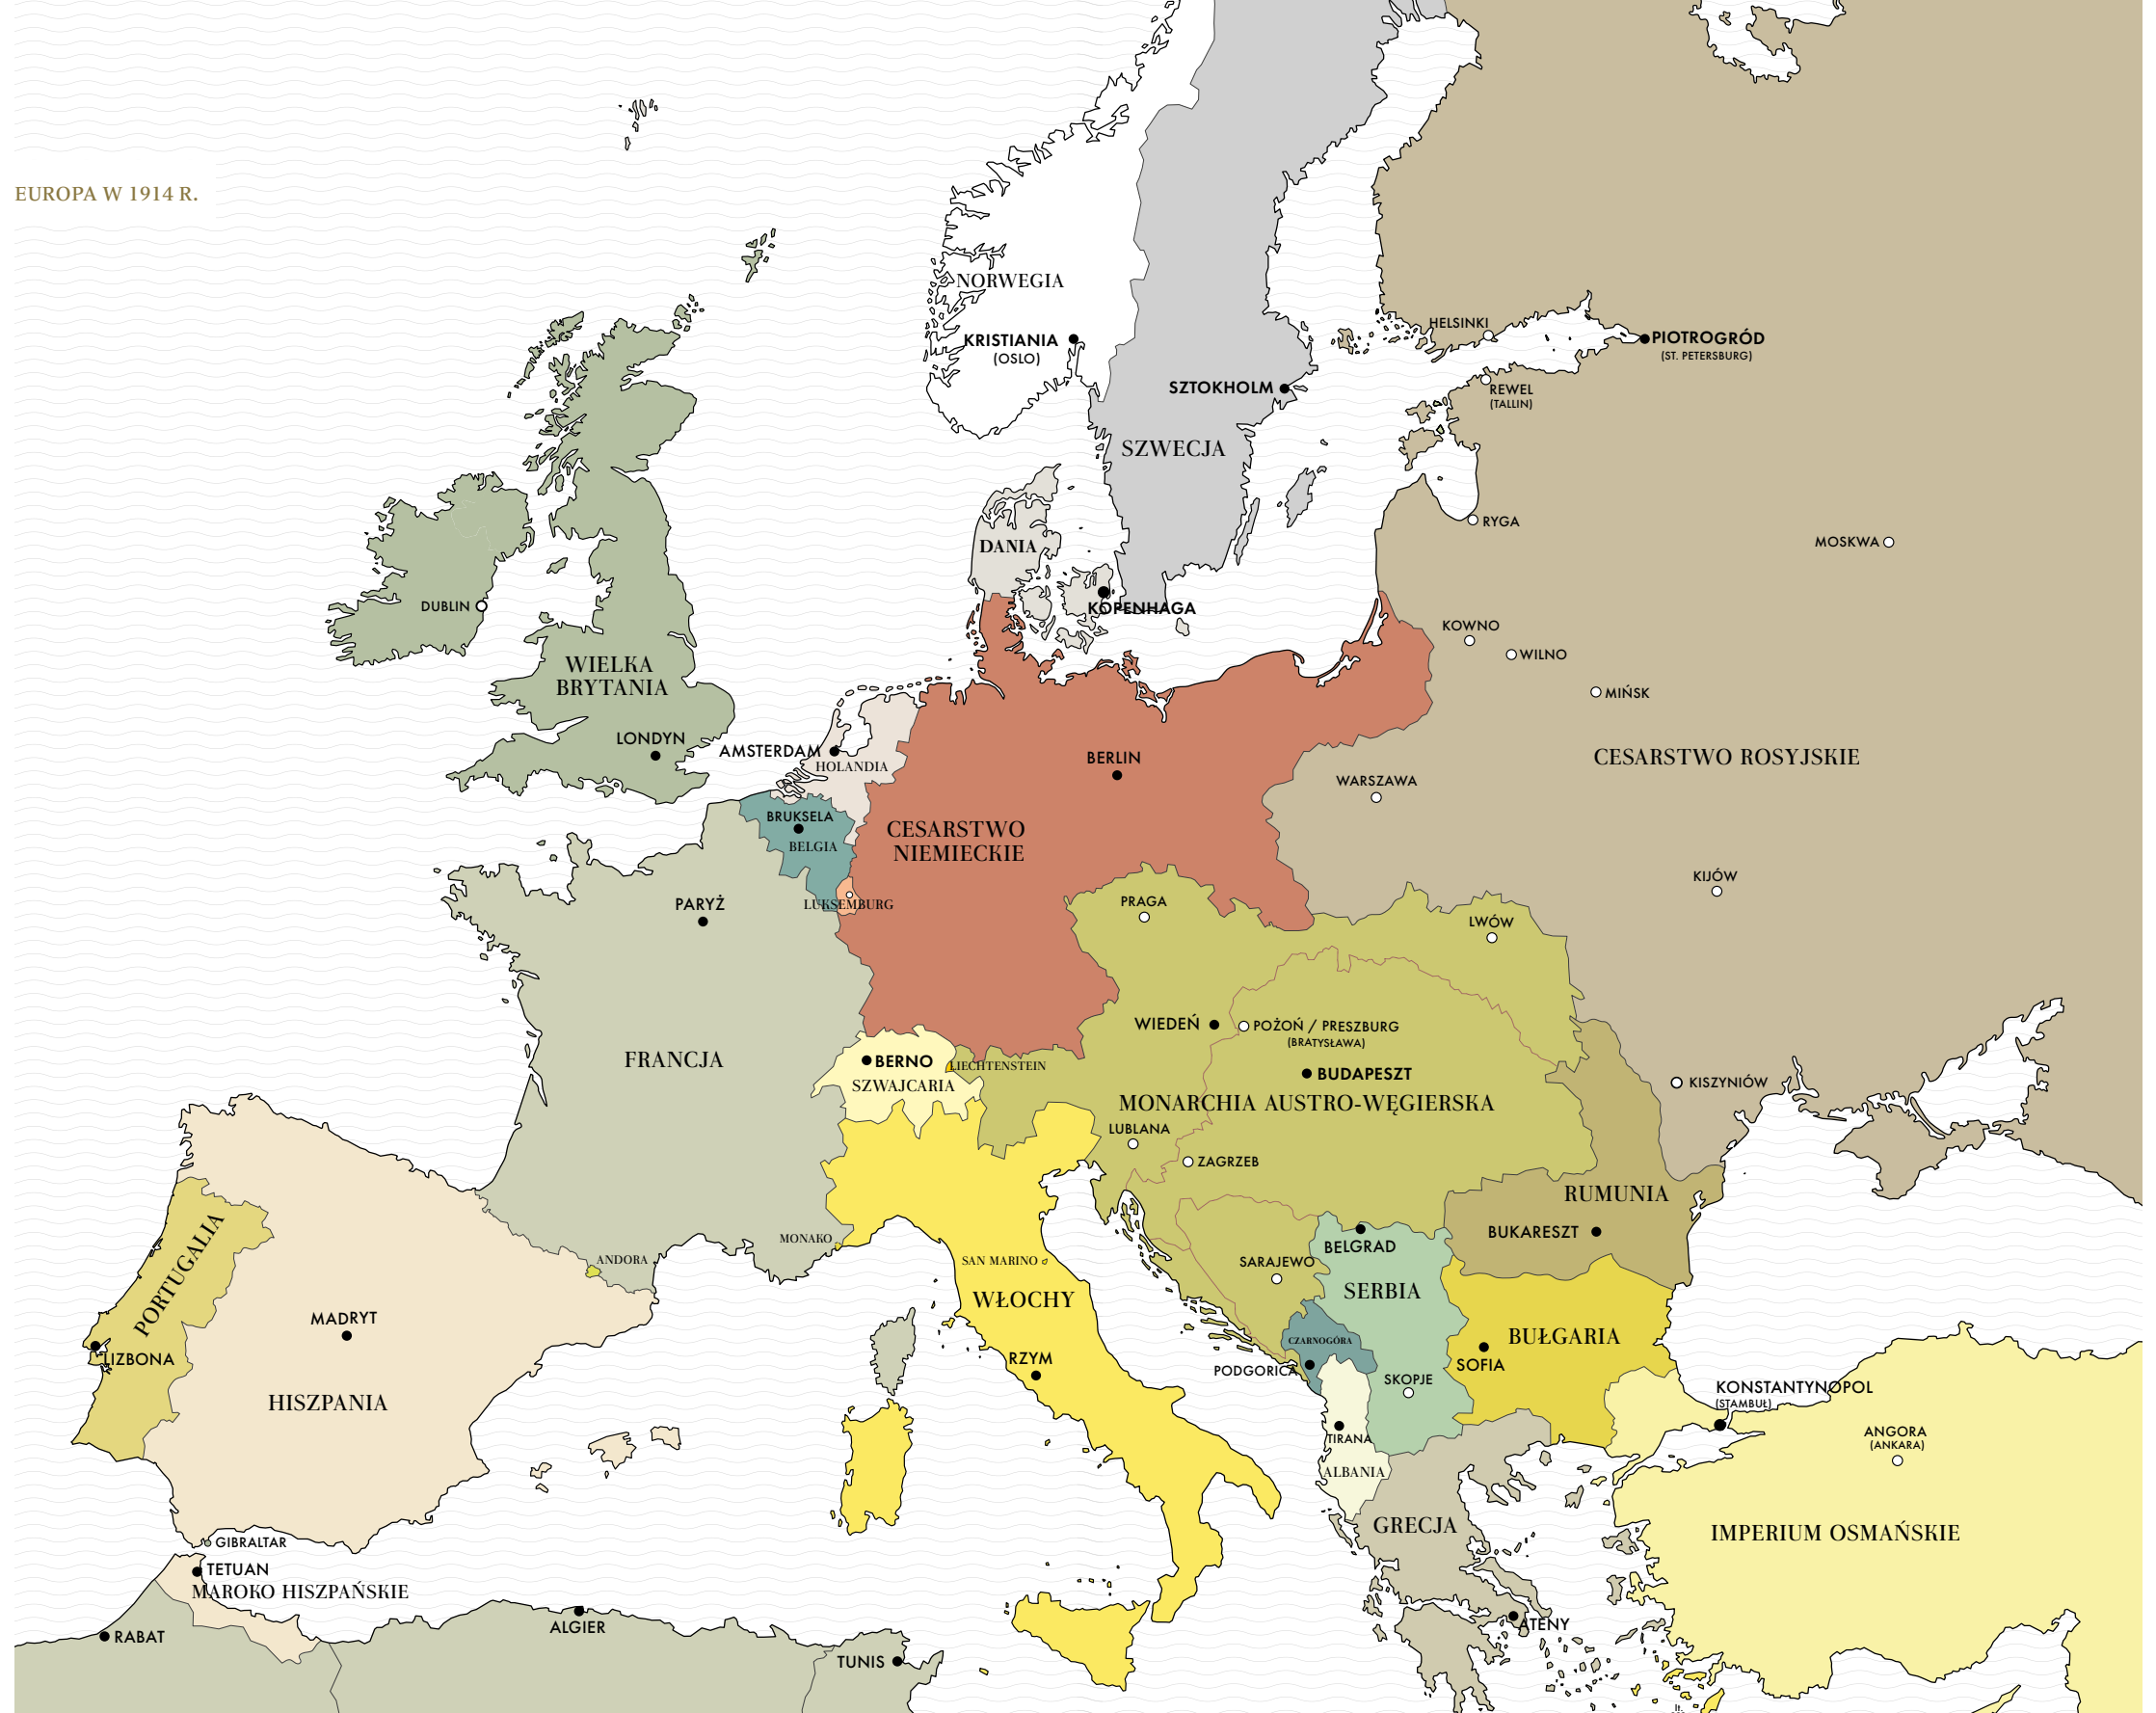 EUROPA W 1914 R.
NORWEGIA
KRISTIANIA
(OSLO)
HELSINKI
PIOTROGRÓD
(ST. PETERSBURG)
SZTOKHOLM
REWEL
(TALLIN)
SZWECJA
RYGA
MOSKWA
DANIA
KOPENHAGA
DUBLIN
KOWNO
WILNO
WIELKA
BRYTANIA
MIŃSK
LONDYN
AMSTERDAM
HOLANDIA
BERLIN
CESARSTWO ROSYJSKIE
WARSZAWA
BRUKSELA
BELGIA
CESARSTWO
NIEMIECKIE
KIJÓW
PARYŻ
LUKSEMBURG
PRAGA
LWÓW
WIEDEŃ
POŻOŃ / PRESZBURG
(BRATYSŁAWA)
FRANCJA
BERNO
LIECHTENSTEIN
SZWAJCARIA
BUDAPESZT
KISZYNIÓW
MONARCHIA AUSTRO-WĘGIERSKA
LUBLANA
ZAGRZEB
RUMUNIA
PORTUGALIA
MONAKO
BUKARESZT
BELGRAD
ANDORA
SAN MARINO
SARAJEWO
SERBIA
WŁOCHY
MADRYT
CZARNOGÓRA
BUŁGARIA
LIZBONA
RZYM
PODGORICA
SOFIA
SKOPJE
KONSTANTYNOPOL
(STAMBUŁ)
HISZPANIA
TIRANA
ANGORA
(ANKARA)
ALBANIA
GRECJA
IMPERIUM OSMAŃSKIE
GIBRALTAR
TETUAN
MAROKO HISZPAŃSKIE
ALGIER
ATENY
RABAT
TUNIS